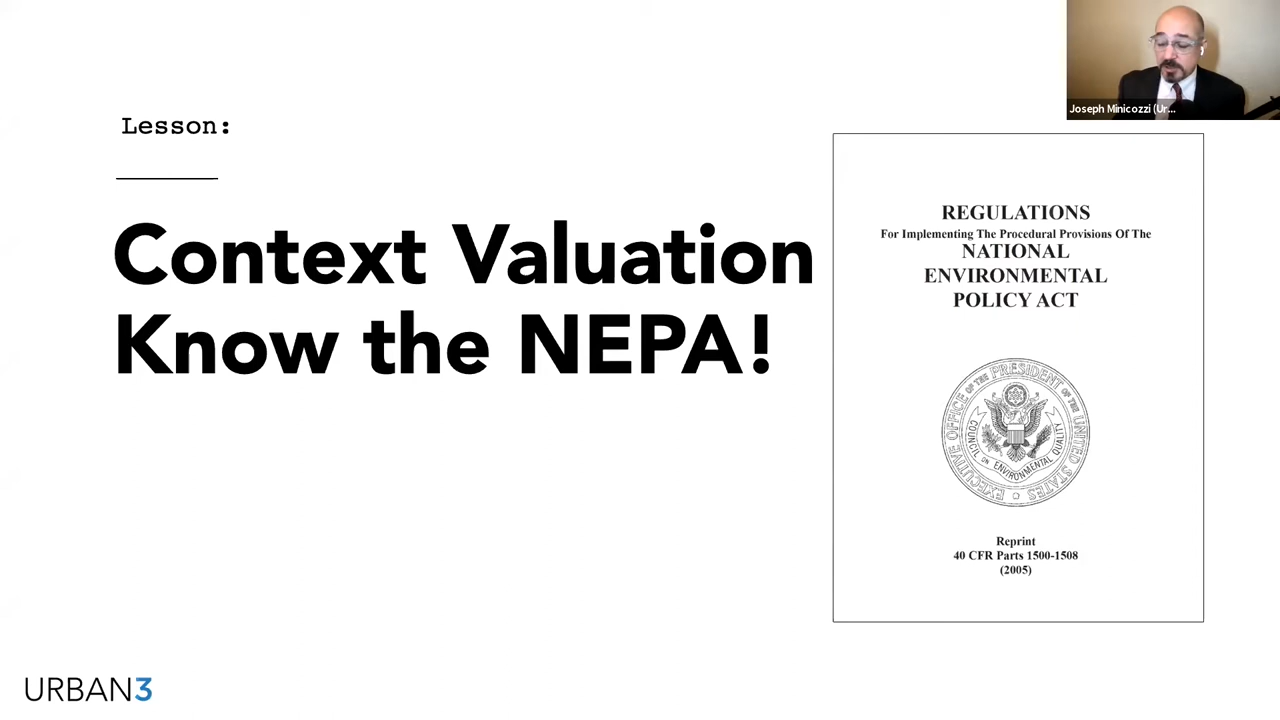 Lesson:
Context Valuation
Know the NEPA!
Joseph Minicozzi (Ur...
REGULATIONS
For Implementing The Procedural Provisions Of The
NATIONAL
ENVIRONMENTAL
POLICY ACT
EXECUTIVE OFFICE OF THE PRESIDENT OF THE UNITED STATES
COUNCIL ON ENVIRONMENTAL QUALITY
Reprint
40 CFR Parts 1500-1508
(2005)
URBAN3